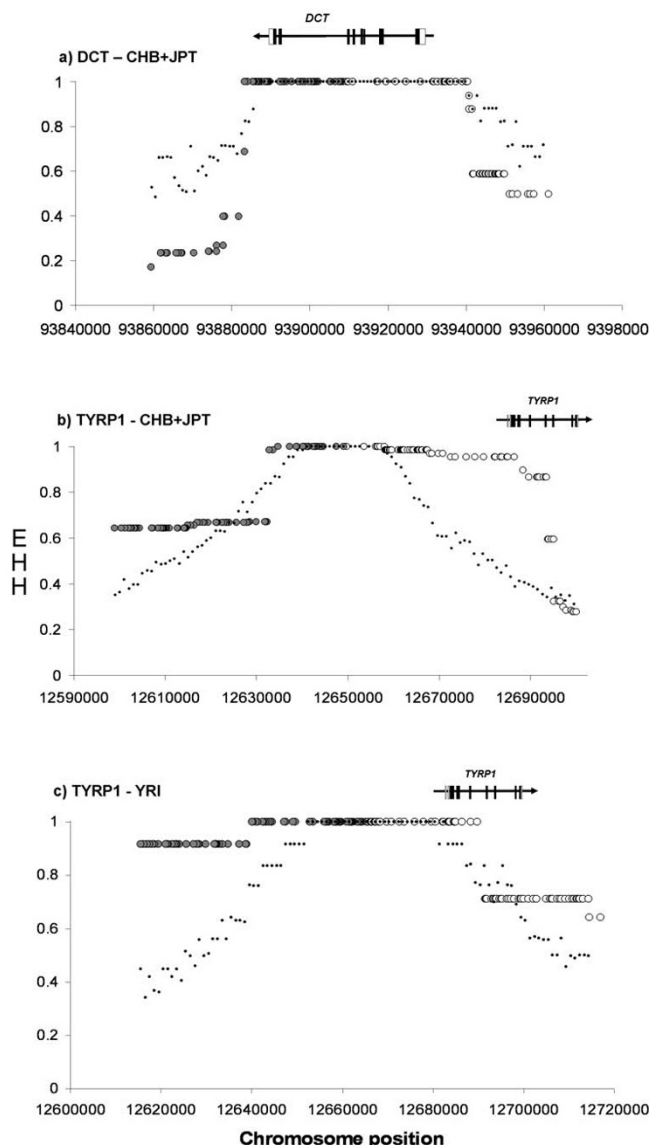 DCT
a) DCT – CHB+JPT
1
0.8
0.6
0.4
0.2
0
93840000 93860000 93880000 93900000 93920000 93940000 93960000 9398000
b) TYRP1 - CHB+JPT
TYRP1
1
0.8
E
H
H
0.6
0.4
0.2
0
12590000 12610000 12630000 12650000 12670000 12690000
c) TYRP1 - YRI
TYRP1
1
0.8
0.6
0.4
0.2
0
12600000 12620000 12640000 12660000 12680000 12700000 12720000
Chromosome position